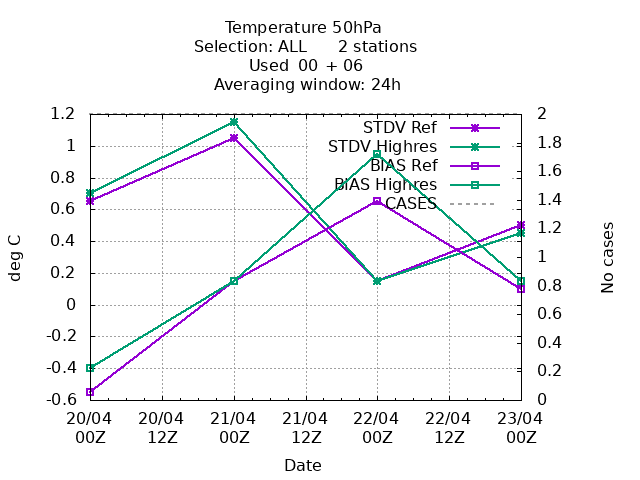 Temperature 50hPa
Selection: ALL      2 stations
Used  00 + 06
Averaging window: 24h
1.2
1
0.8
0.6
0.4
0.2
0
-0.2
-0.4
-0.6
deg C
STDV Ref
STDV Highres
BIAS Ref
BIAS Highres
CASES
2
1.8
1.6
1.4
1.2
1
0.8
0.6
0.4
0.2
0
No cases
20/04 20/04 21/04 21/04 22/04 22/04 23/04
00Z 12Z 00Z 12Z 00Z 12Z 00Z
Date